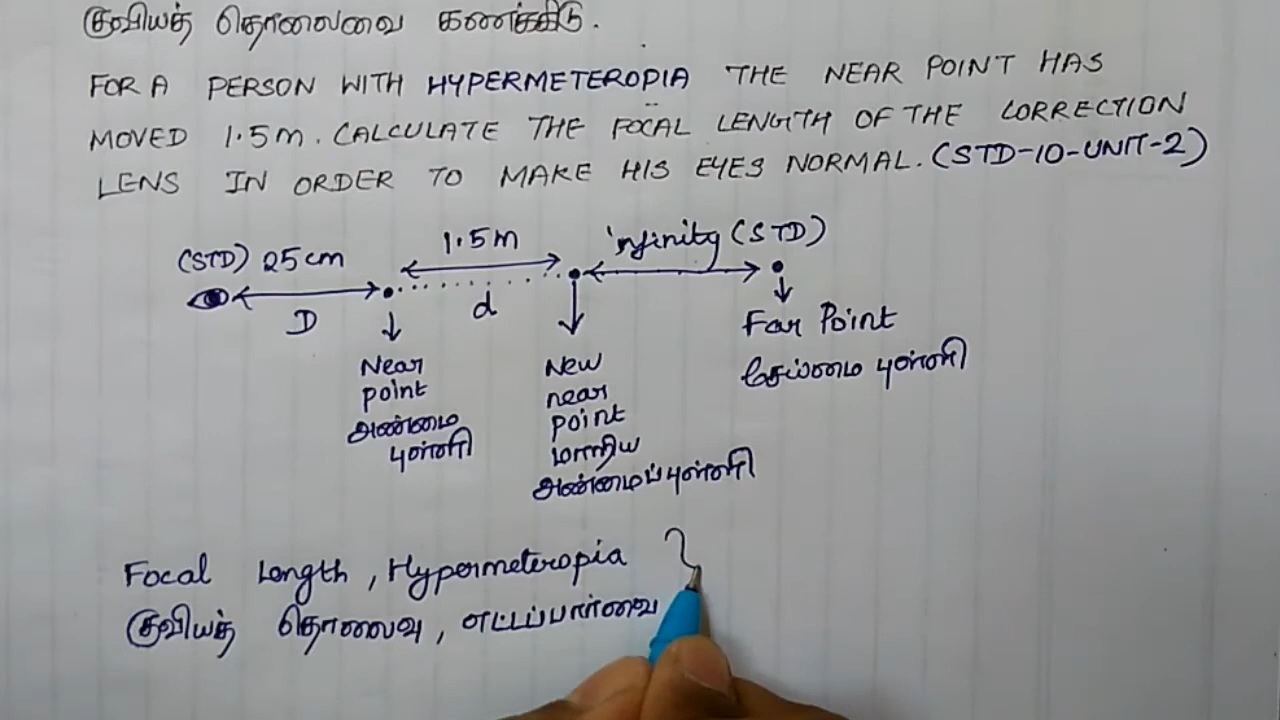 குவியத் தொலைவை கணக்கிடு.
FOR A PERSON WITH HYPERMETEROPIA THE NEAR POINT HAS
MOVED 1.5m. CALCULATE THE FOCAL LENGTH OF THE CORRECTION
LENS IN ORDER TO MAKE HIS EYES NORMAL. (STD-10-UNIT-2)
(STD) 25cm 1.5m infinity (STD)
D d
Near
point
அண்மை
புள்ளி
New
near
point
மாறிய
அண்மைப்புள்ளி
Far Point
சேய்மை புள்ளி
Focal Length, Hypermeteropia
குவியத் தொலைவு, எட்டப்பார்வை